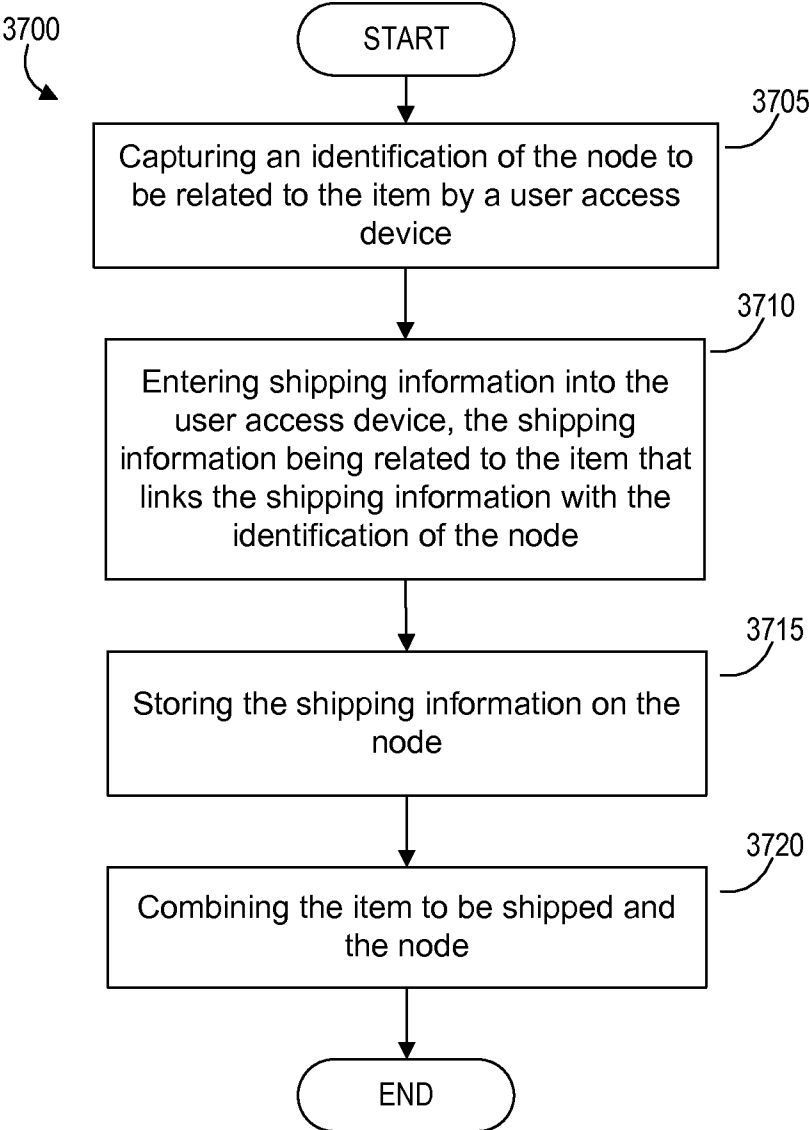 3700
START
3705
Capturing an identification of the node to
be related to the item by a user access
device
3710
Entering shipping information into the
user access device, the shipping
information being related to the item that
links the shipping information with the
identification of the node
3715
Storing the shipping information on the
node
3720
Combining the item to be shipped and
the node
END